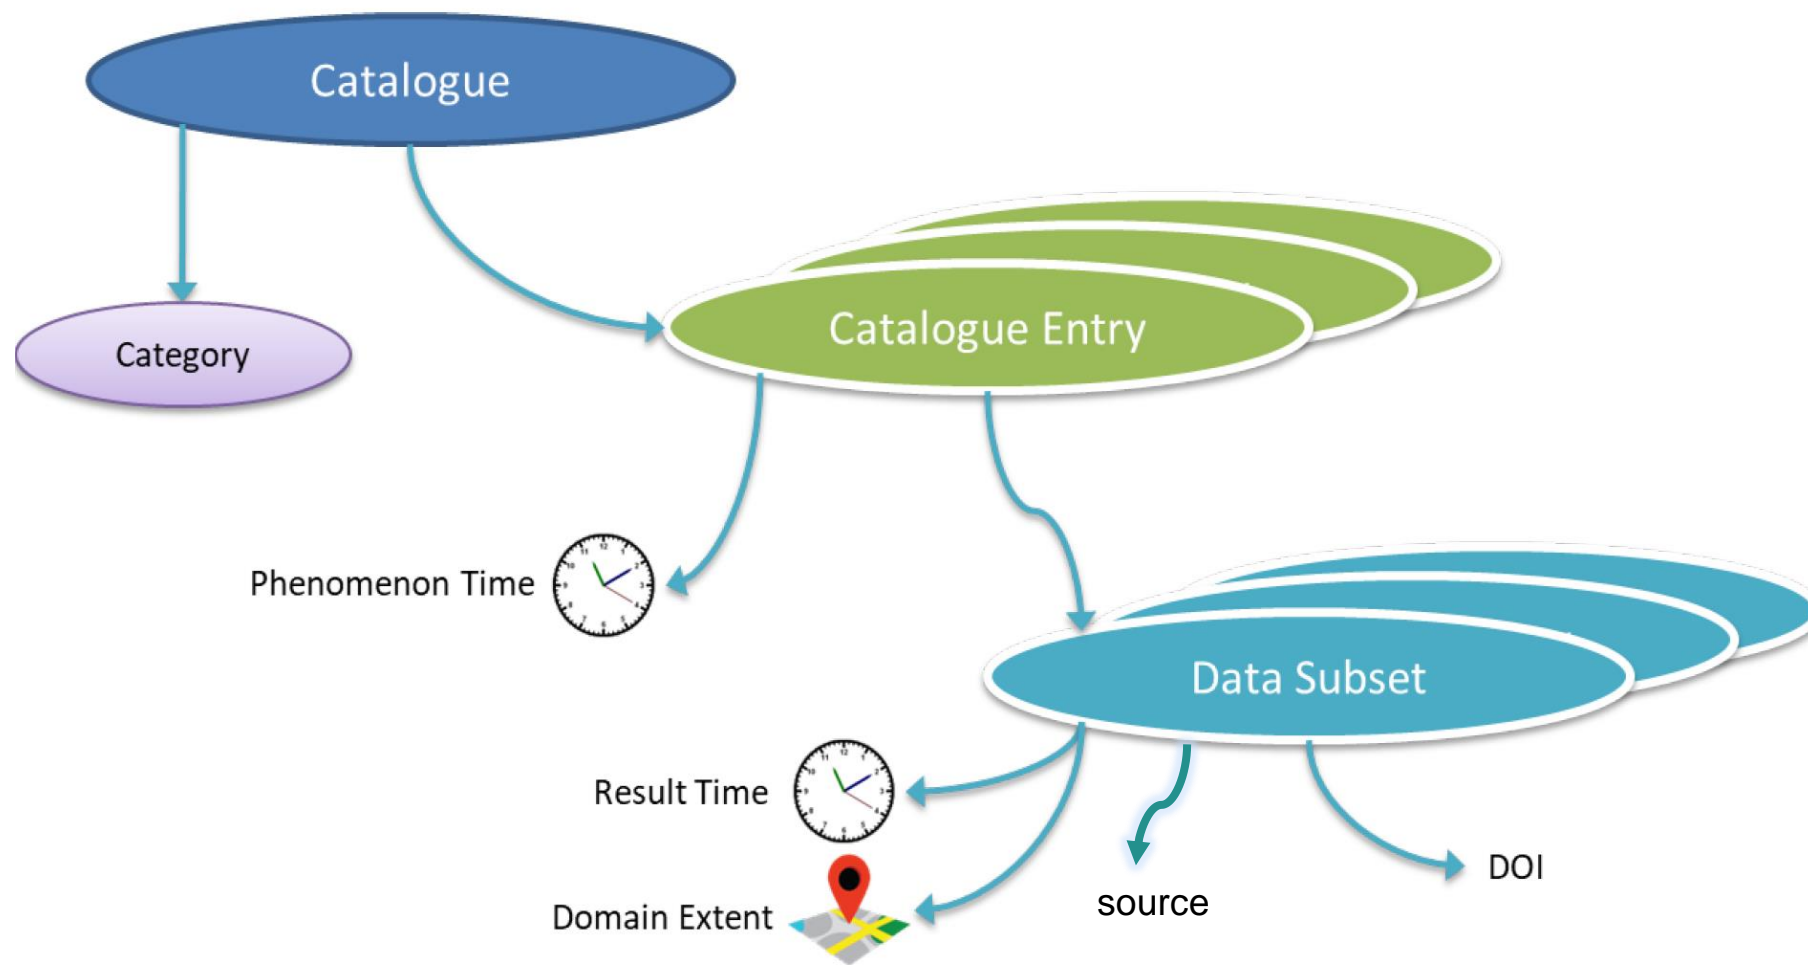 Catalogue
Category
Catalogue Entry
Phenomenon Time
Data Subset
Result Time
DOI
source
Domain Extent